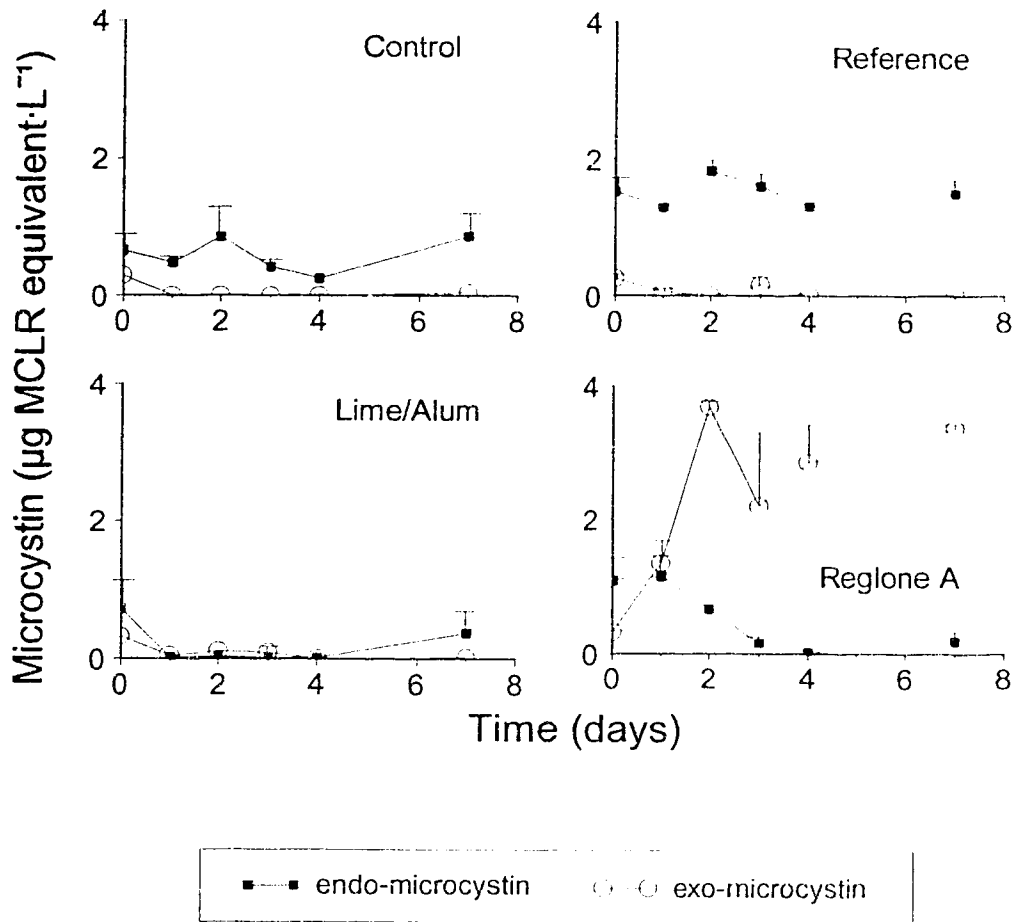 Microcystin (µg MCLR equivalent·L⁻¹)
Control
4
2
0
0 2 4 6 8
Reference
4
2
0
0 2 4 6 8
Lime/Alum
4
2
0
0 2 4 6 8
Reglone A
4
2
0
0 2 4 6 8
Time (days)
endo-microcystin exo-microcystin